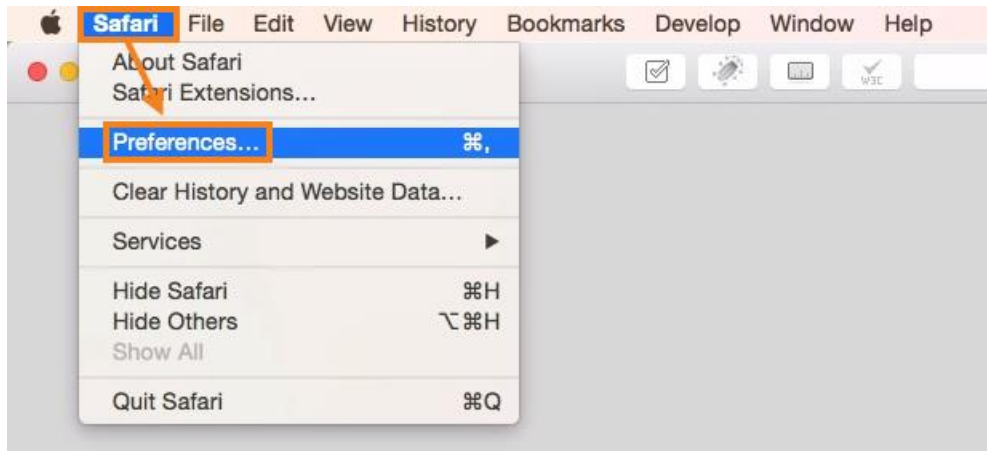 Safari File Edit View History Bookmarks Develop Window Help
About Safari
Safari Extensions...
Preferences... ⌘,
Clear History and Website Data...
Services ▶
Hide Safari ⌘H
Hide Others ⌥⌘H
Show All
Quit Safari ⌘Q
W3C